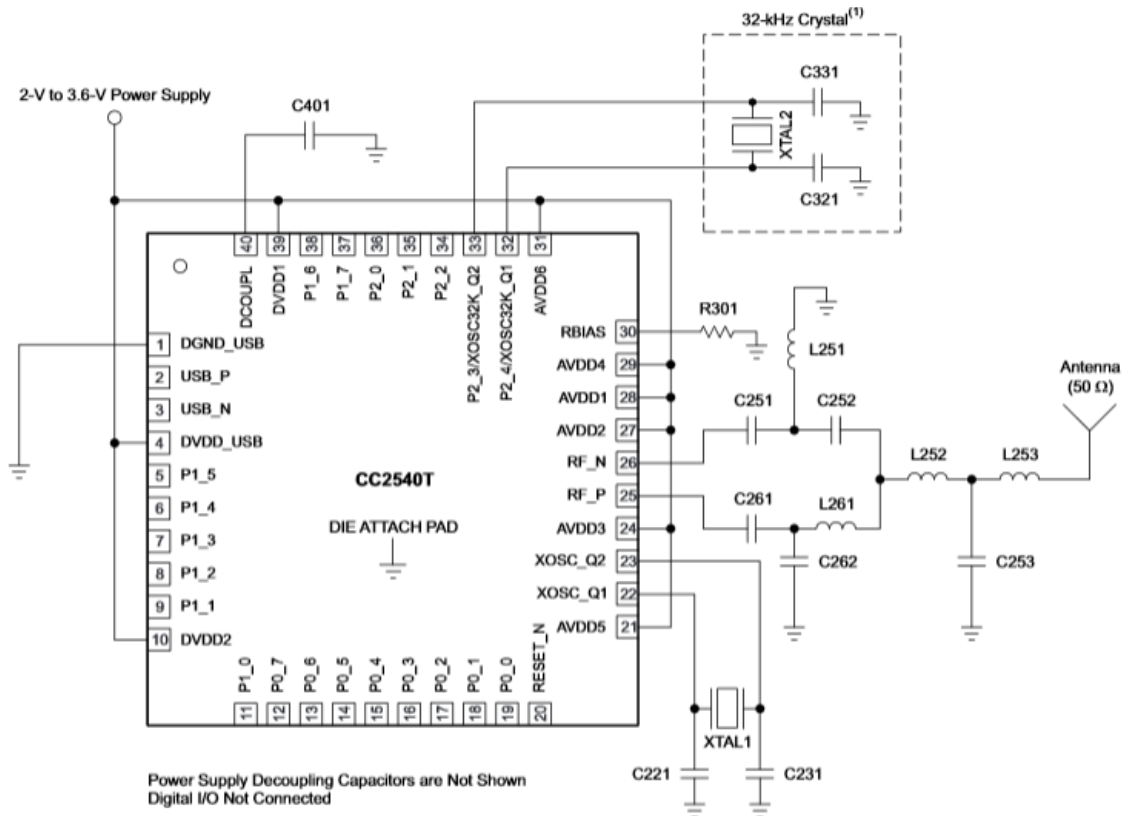 32-kHz Crystal(1)
2-V to 3.6-V Power Supply
C401
C331
XTAL2
C321
40
39
38
37
36
35
34
33
32
31
DCOUPL
DVDD1
P1_6
P1_7
P2_0
P2_1
P2_2
P2_3/XOSC32K_Q2
P2_4/XOSC32K_Q1
AVDD6
1 DGND_USB
2 USB_P
3 USB_N
4 DVDD_USB
5 P1_5
6 P1_4
7 P1_3
8 P1_2
9 P1_1
10 DVDD2
CC2540T
DIE ATTACH PAD
RBIAS 30
AVDD4 29
AVDD1 28
AVDD2 27
RF_N 26
RF_P 25
AVDD3 24
XOSC_Q2 23
XOSC_Q1 22
AVDD5 21
P1_0
P0_7
P0_6
P0_5
P0_4
P0_3
P0_2
P0_1
P0_0
RESET_N
11
12
13
14
15
16
17
18
19
20
R301
L251
C251
C252
Antenna
(50 Ω)
L252
L253
C261
L261
C262
C253
XTAL1
C221
C231
Power Supply Decoupling Capacitors are Not Shown
Digital I/O Not Connected